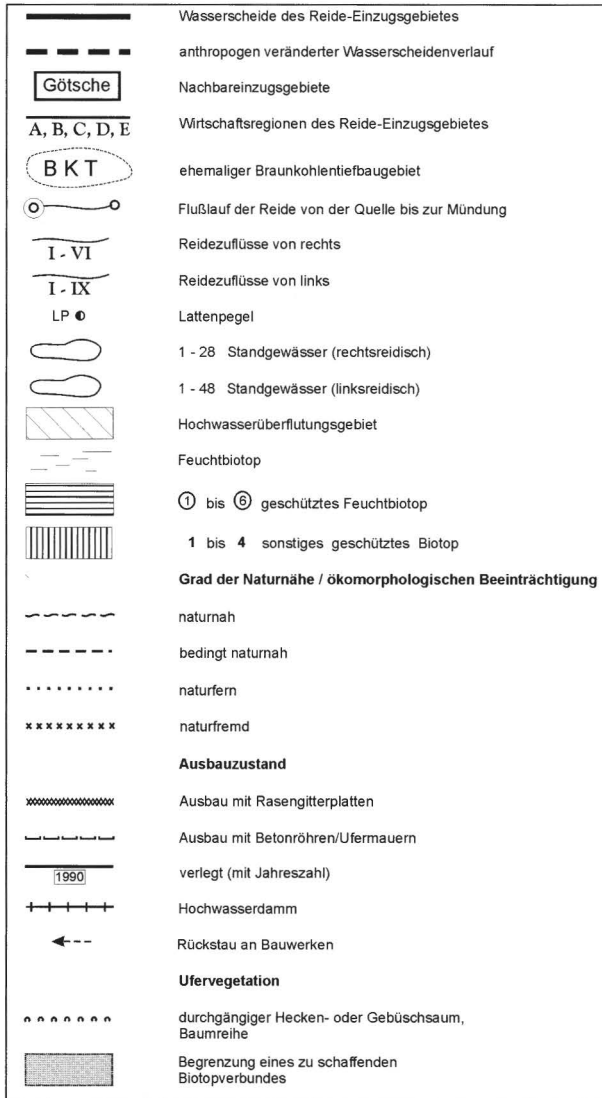 Wasserscheide des Reide-Einzugsgebietes
anthropogen veränderter Wasserscheidenverlauf
Götsche Nachbareinzugsgebiete
A, B, C, D, E Wirtschaftsregionen des Reide-Einzugsgebietes
B K T ehemaliger Braunkohlentiefbaugebiet
Flußlauf der Reide von der Quelle bis zur Mündung
I - VI Reidezuflüsse von rechts
I - IX Reidezuflüsse von links
LP Lattenpegel
1 - 28 Standgewässer (rechtsreidisch)
1 - 48 Standgewässer (linksreidisch)
Hochwasserüberflutungsgebiet
Feuchtbiotop
① bis ⑥ geschütztes Feuchtbiotop
1 bis 4 sonstiges geschütztes Biotop
Grad der Naturnähe / ökomorphologischen Beeinträchtigung
naturnah
bedingt naturnah
naturfern
naturfremd
Ausbauzustand
Ausbau mit Rasengitterplatten
Ausbau mit Betonröhren/Ufermauern
1990 verlegt (mit Jahreszahl)
Hochwasserdamm
Rückstau an Bauwerken
Ufervegetation
durchgängiger Hecken- oder Gebüschsaum,
Baumreihe
Begrenzung eines zu schaffenden
Biotopverbundes